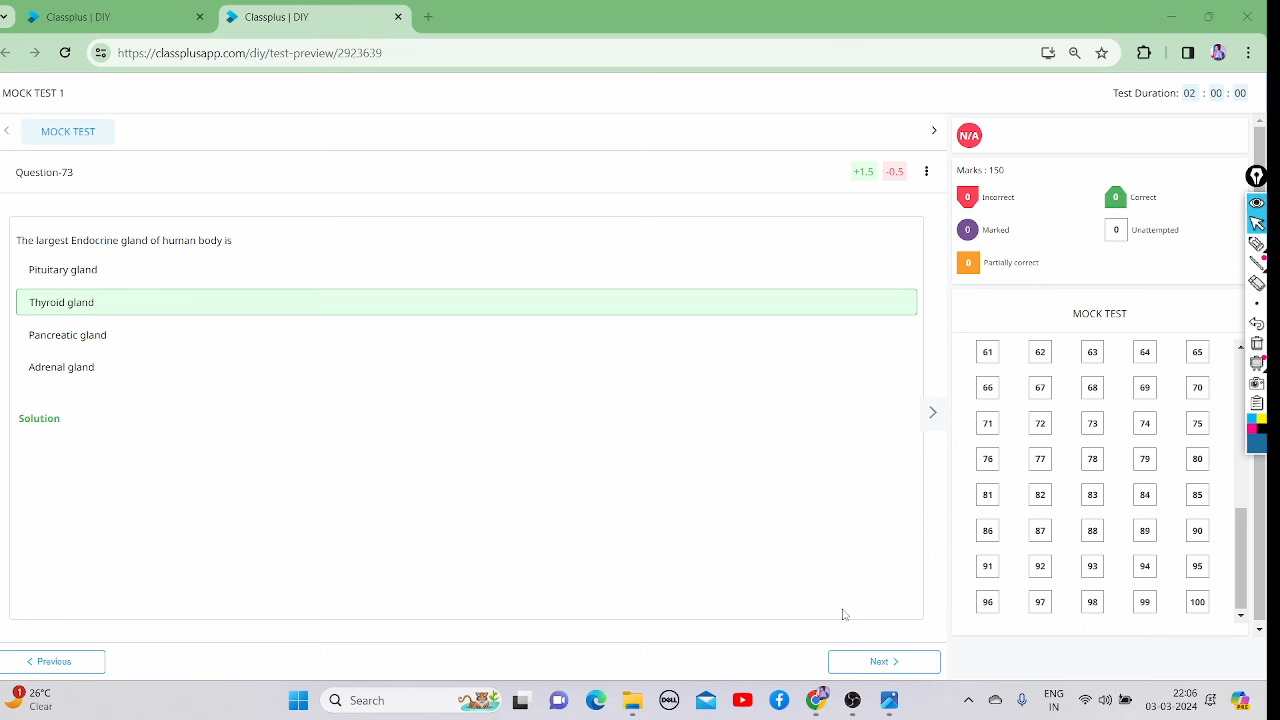 Classplus | DIY
Classplus | DIY
https://classplusapp.com/diy/test-preview/2923639
MOCK TEST 1
Test Duration: 02 : 00 : 00
MOCK TEST
Question-73
+1.5 -0.5
The largest Endocrine gland of human body is
Pituitary gland
Thyroid gland
Pancreatic gland
Adrenal gland
Solution
Previous
Next
N/A
Marks : 150
0 Incorrect
0 Correct
0 Marked
0 Unattempted
0 Partially correct
MOCK TEST
61 62 63 64 65
66 67 68 69 70
71 72 73 74 75
76 77 78 79 80
81 82 83 84 85
86 87 88 89 90
91 92 93 94 95
96 97 98 99 100
1
26°C
Clear
Search
DELL
ENG
IN
22:06
03-03-2024
PRE